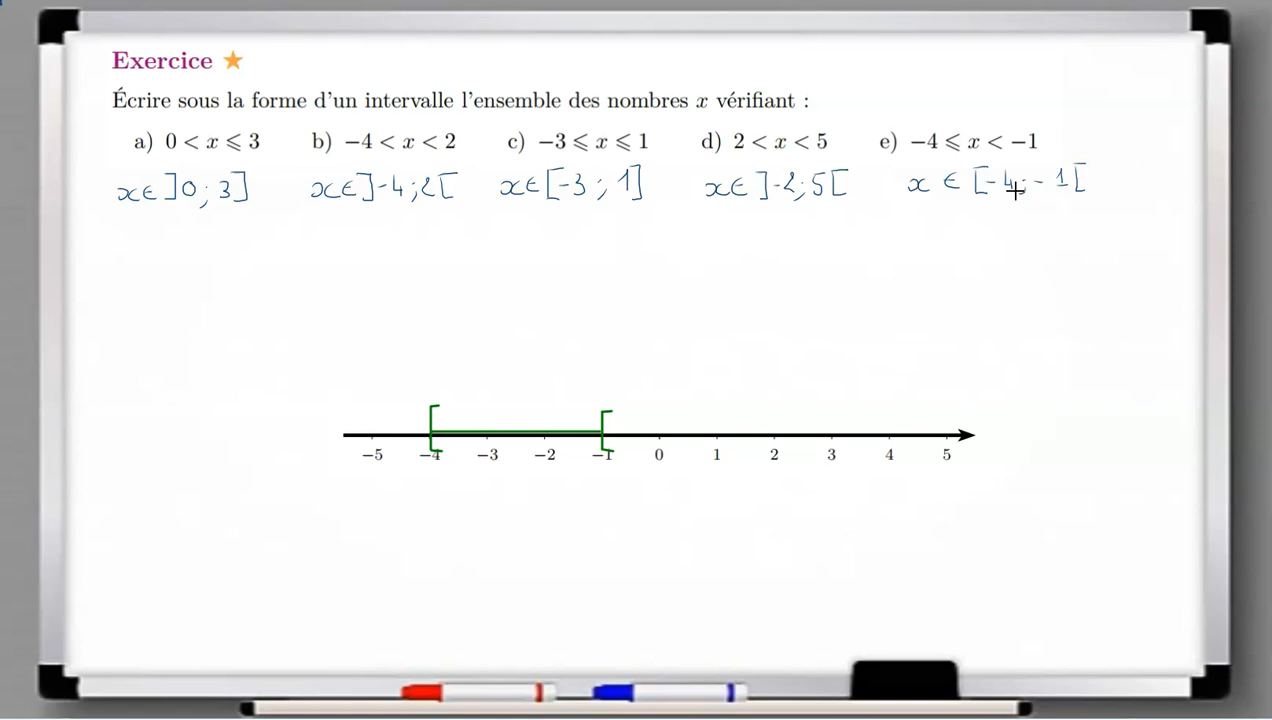 Exercice ★
Écrire sous la forme d'un intervalle l'ensemble des nombres x vérifiant :
a) 0 < x ⩽ 3 b) −4 < x < 2 c) −3 ⩽ x ⩽ 1 d) 2 < x < 5 e) −4 ⩽ x < −1
x ∈ ]0 ; 3] x ∈ ]-4 ; 2[ x ∈ [-3 ; 1] x ∈ ]-2 ; 5[ x ∈ [-4 ; -1[
−5 −4 −3 −2 −1 0 1 2 3 4 5